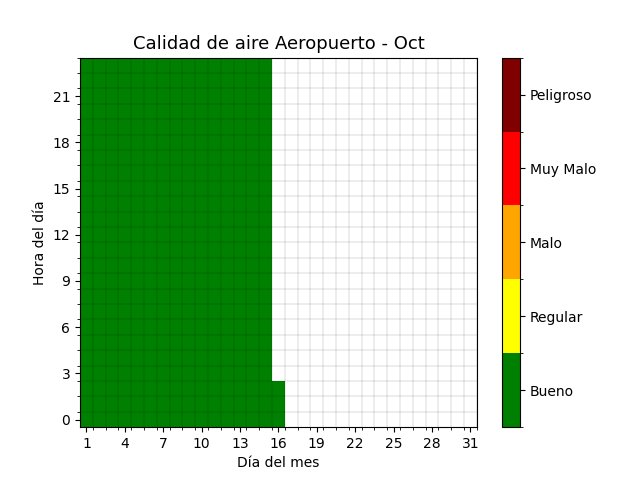 Calidad de aire Aeropuerto - Oct
Hora del día
21
18
15
12
9
6
3
0
1 4 7 10 13 16 19 22 25 28 31
Día del mes
Peligroso
Muy Malo
Malo
Regular
Bueno